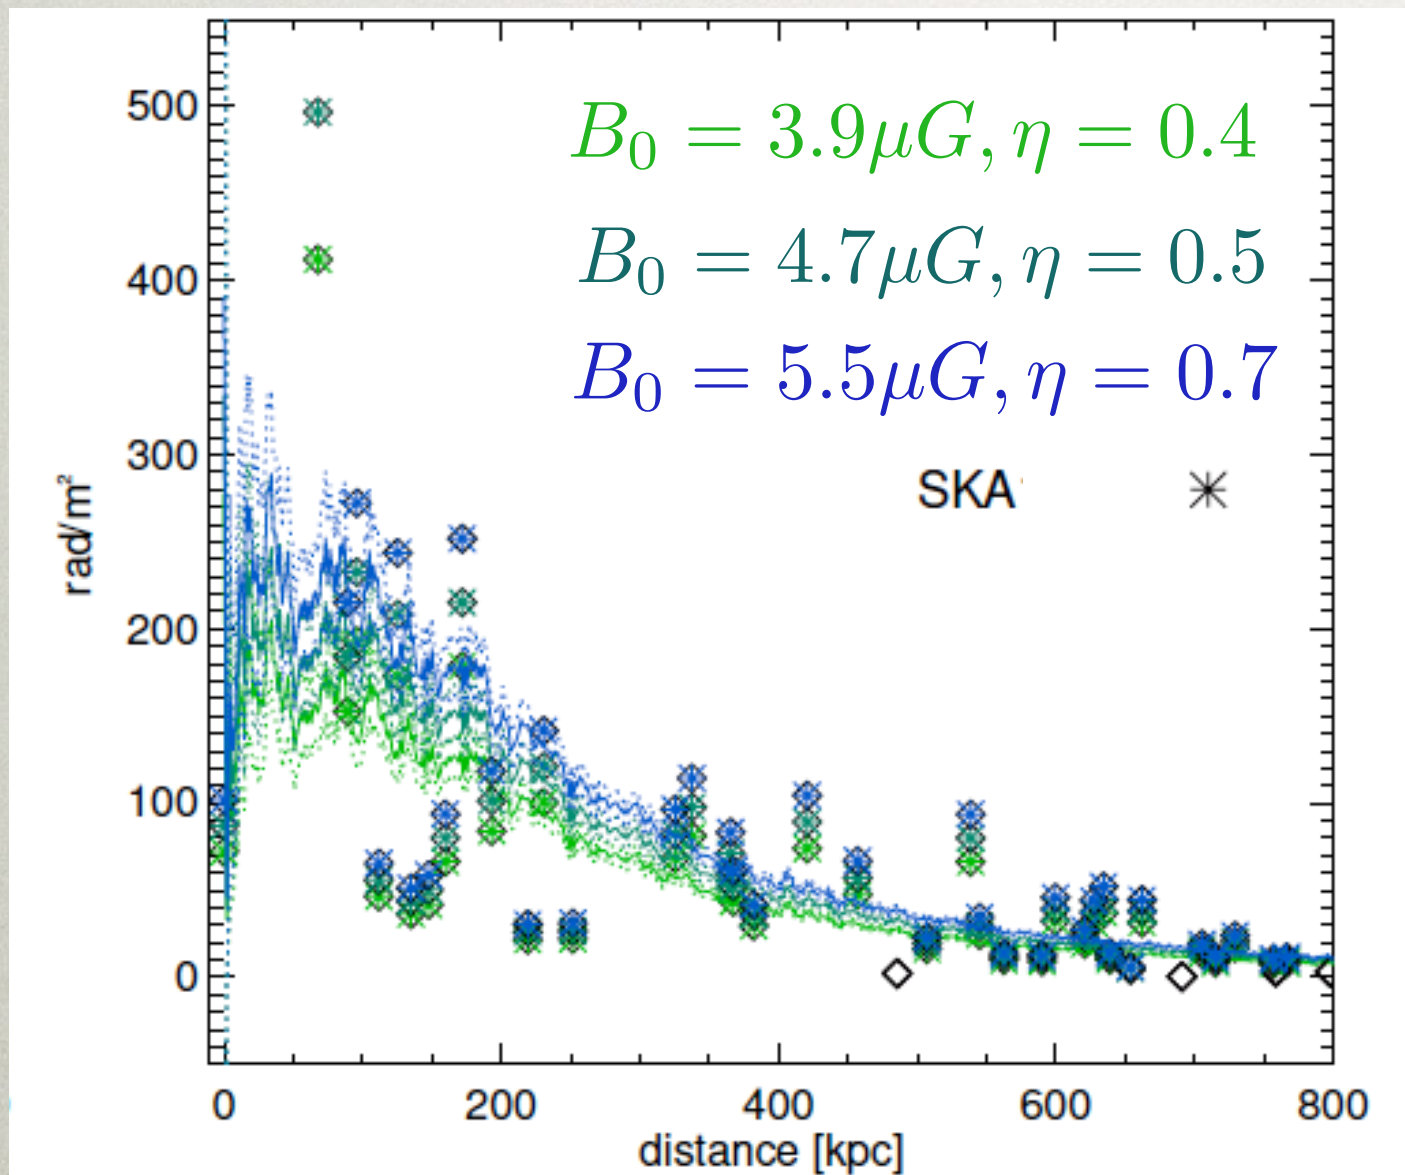 500
400
300
200
100
0
rad/m²
B₀ = 3.9μG, η = 0.4
B₀ = 4.7μG, η = 0.5
B₀ = 5.5μG, η = 0.7
SKA
0 200 400 600 800
distance [kpc]